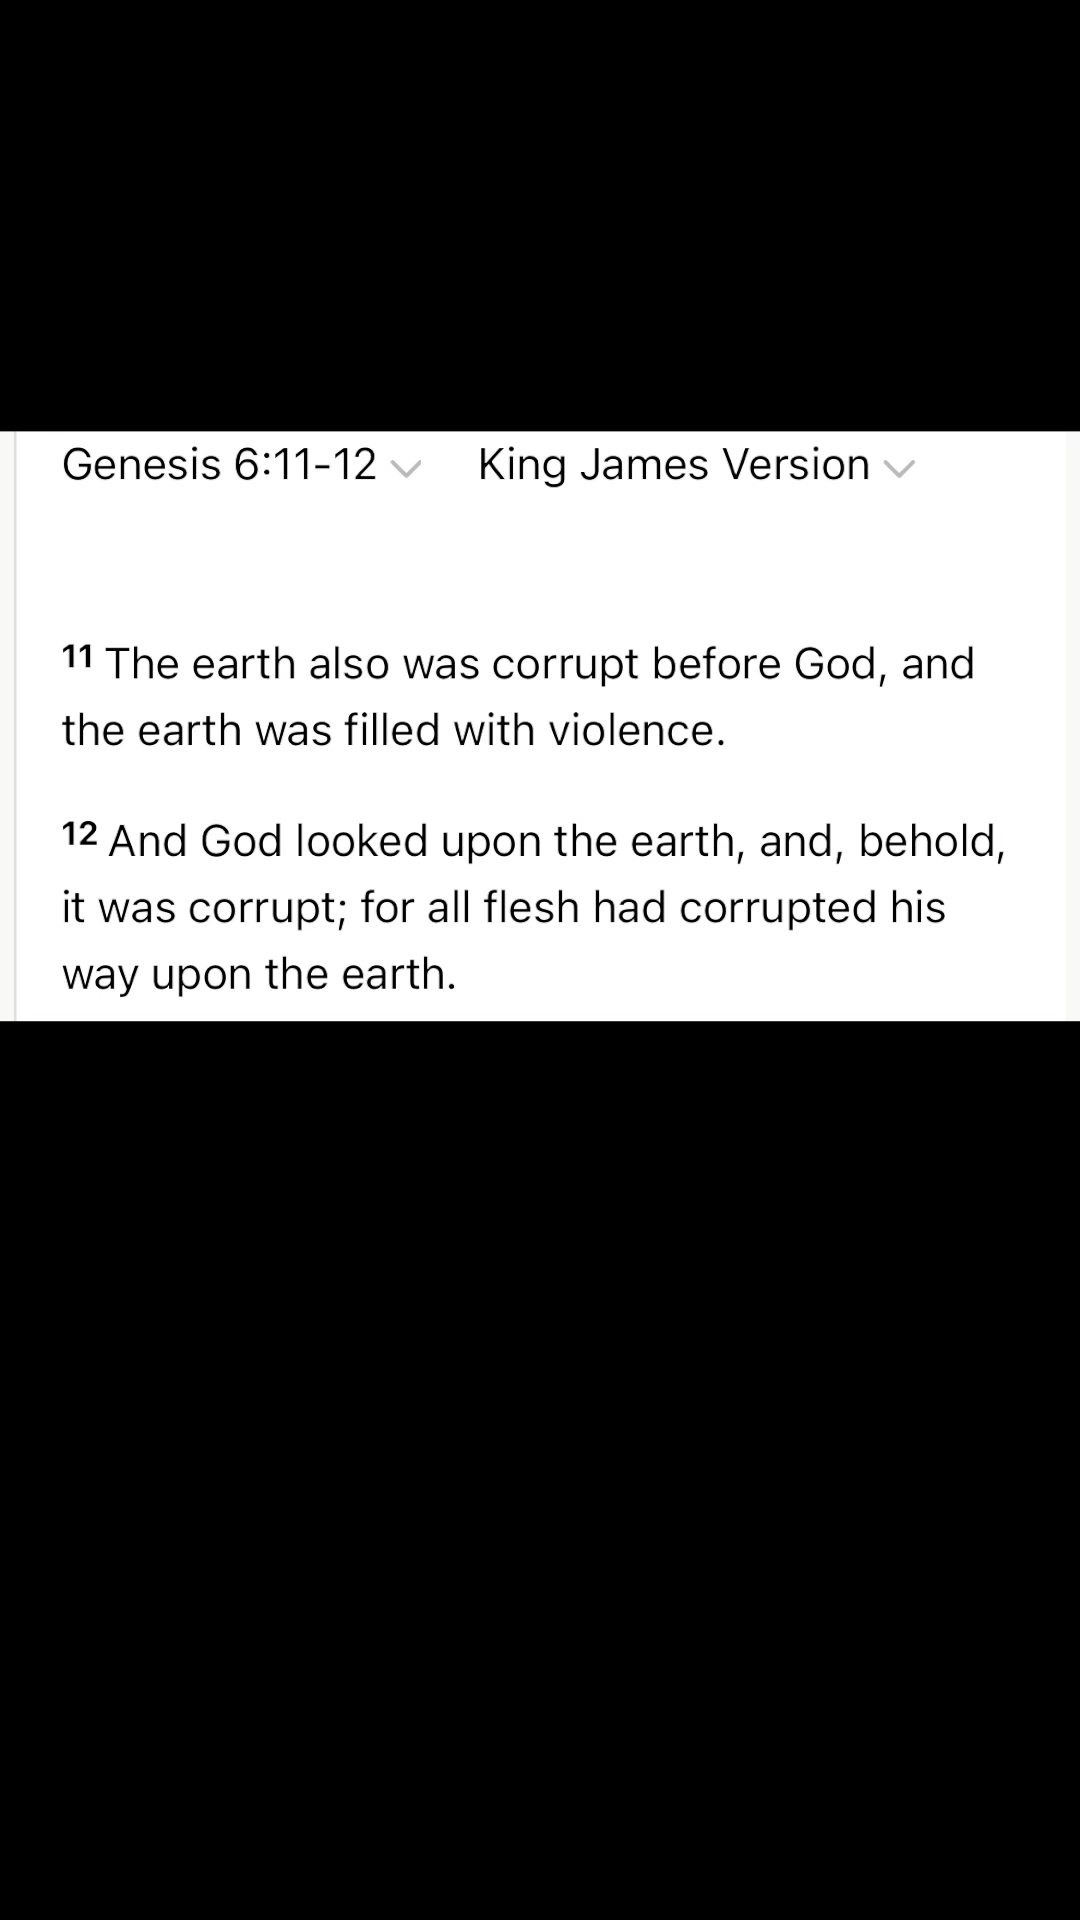 Genesis 6:11-12 King James Version
11 The earth also was corrupt before God, and
the earth was filled with violence.
12 And God looked upon the earth, and, behold,
it was corrupt; for all flesh had corrupted his
way upon the earth.